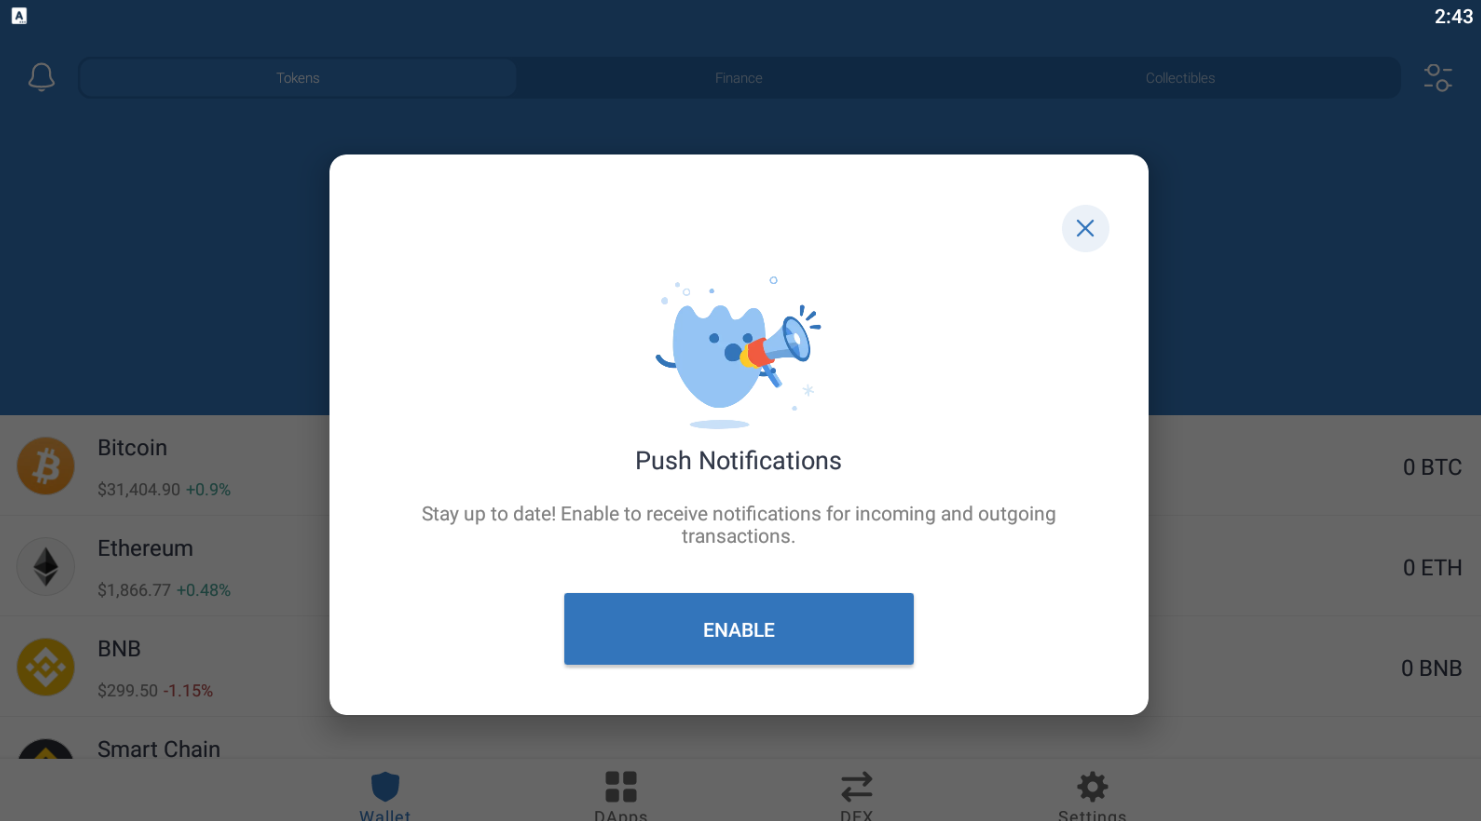 A
2:43
Tokens
Finance
Collectibles
Push Notifications
Stay up to date! Enable to receive notifications for incoming and outgoing
transactions.
ENABLE
Bitcoin
$31,404.90 +0.9%
0 BTC
Ethereum
$1,866.77 +0.48%
0 ETH
BNB
$299.50 -1.15%
0 BNB
Smart Chain
Wallet
DApps
DEX
Settings